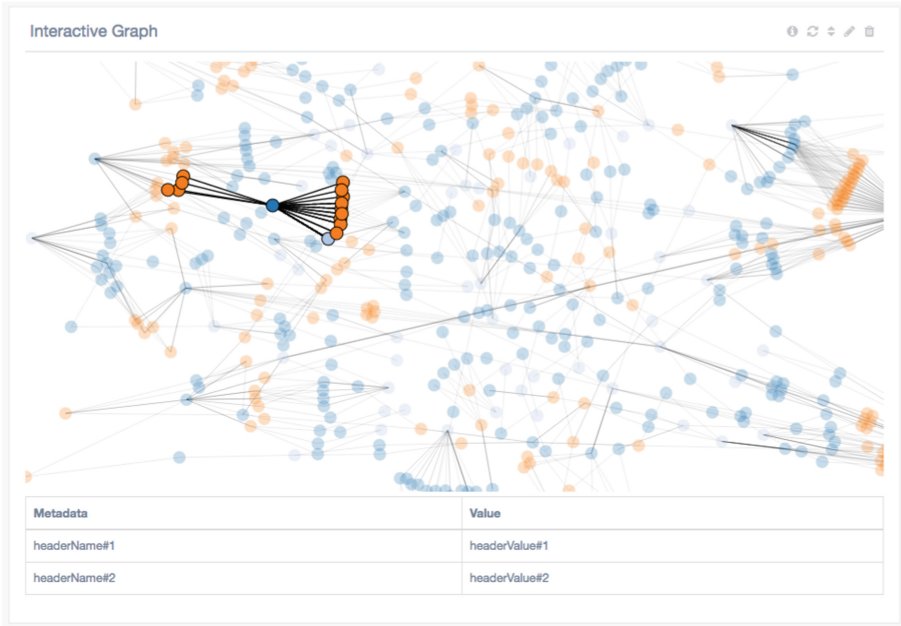 Interactive Graph
Metadata Value
headerName#1 headerValue#1
headerName#2 headerValue#2